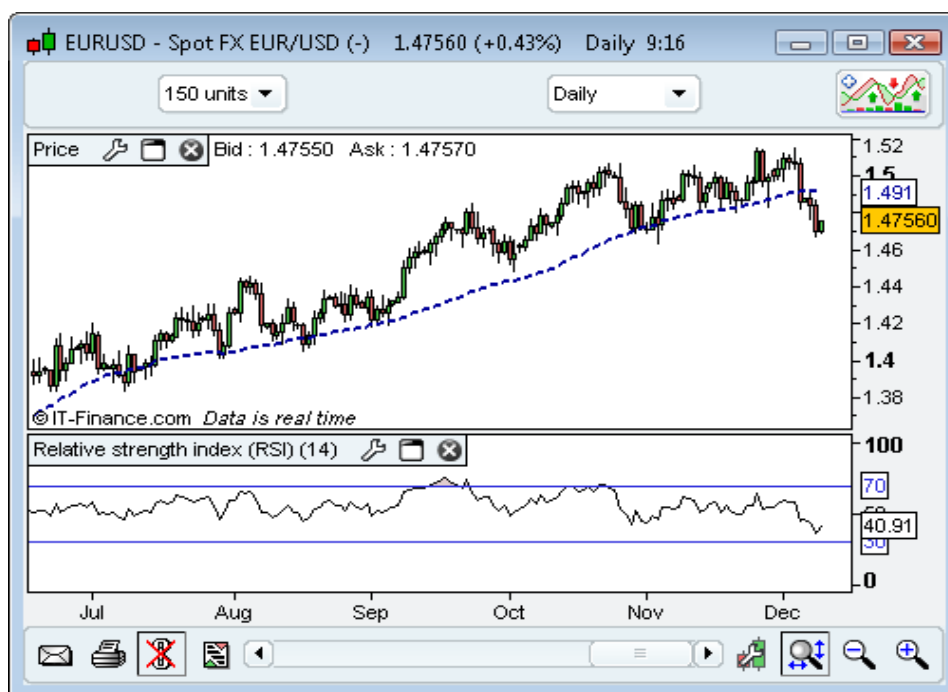 EURUSD - Spot FX EUR/USD (-) 1.47560 (+0.43%) Daily 9:16
150 units Daily
Price Bid : 1.47550 Ask : 1.47570
1.52
1.5
1.491
1.47560
1.46
1.44
1.42
1.4
1.38
© IT-Finance.com Data is real time
Relative strength index (RSI) (14)
100
70
40.91
30
0
Jul Aug Sep Oct Nov Dec